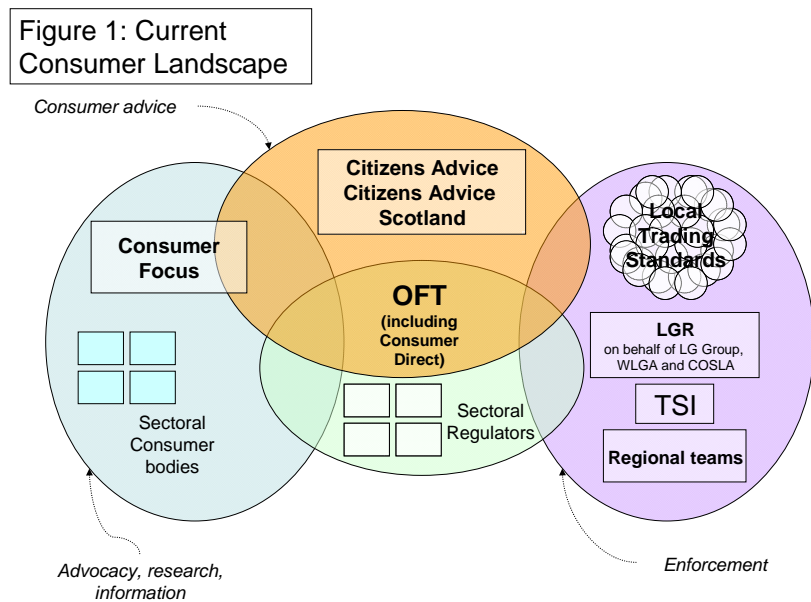 Figure 1: Current
Consumer Landscape
Consumer advice
Citizens Advice
Citizens Advice
Scotland
Consumer
Focus
Local
Trading
Standards
OFT
(including
Consumer
Direct)
LGR
on behalf of LG Group,
WLGA and COSLA
TSI
Regional teams
Sectoral
Consumer
bodies
Sectoral
Regulators
Advocacy, research,
information
Enforcement